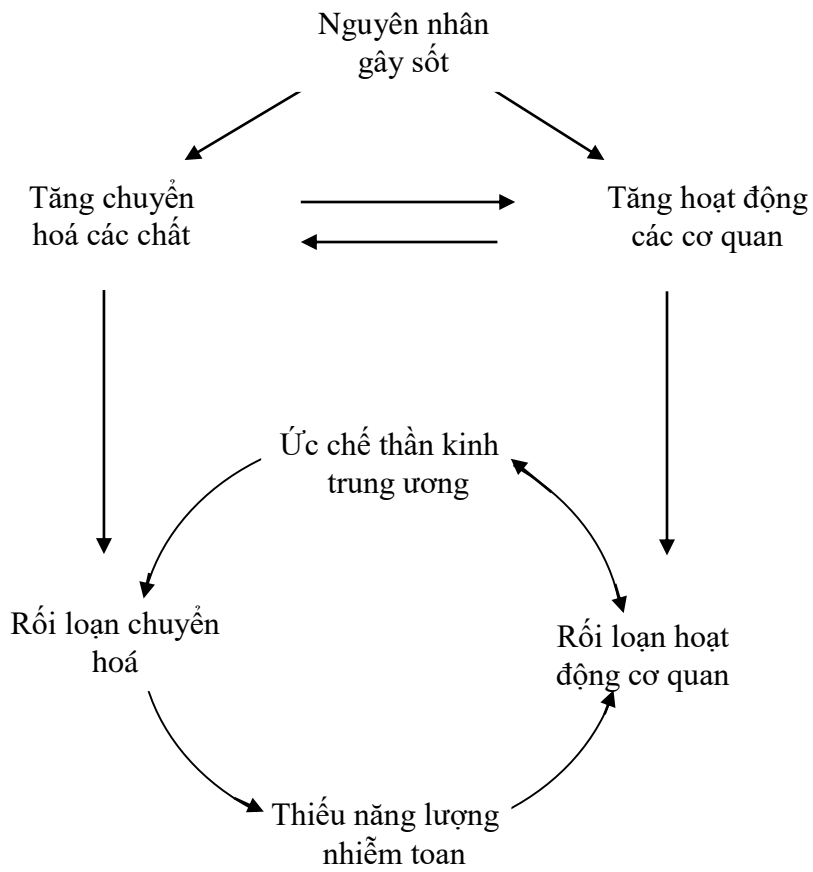 Nguyên nhân
gây sốt
Tăng chuyển
hoá các chất
Tăng hoạt động
các cơ quan
Ức chế thần kinh
trung ương
Rối loạn chuyển
hoá
Rối loạn hoạt
động cơ quan
Thiếu năng lượng
nhiễm toan